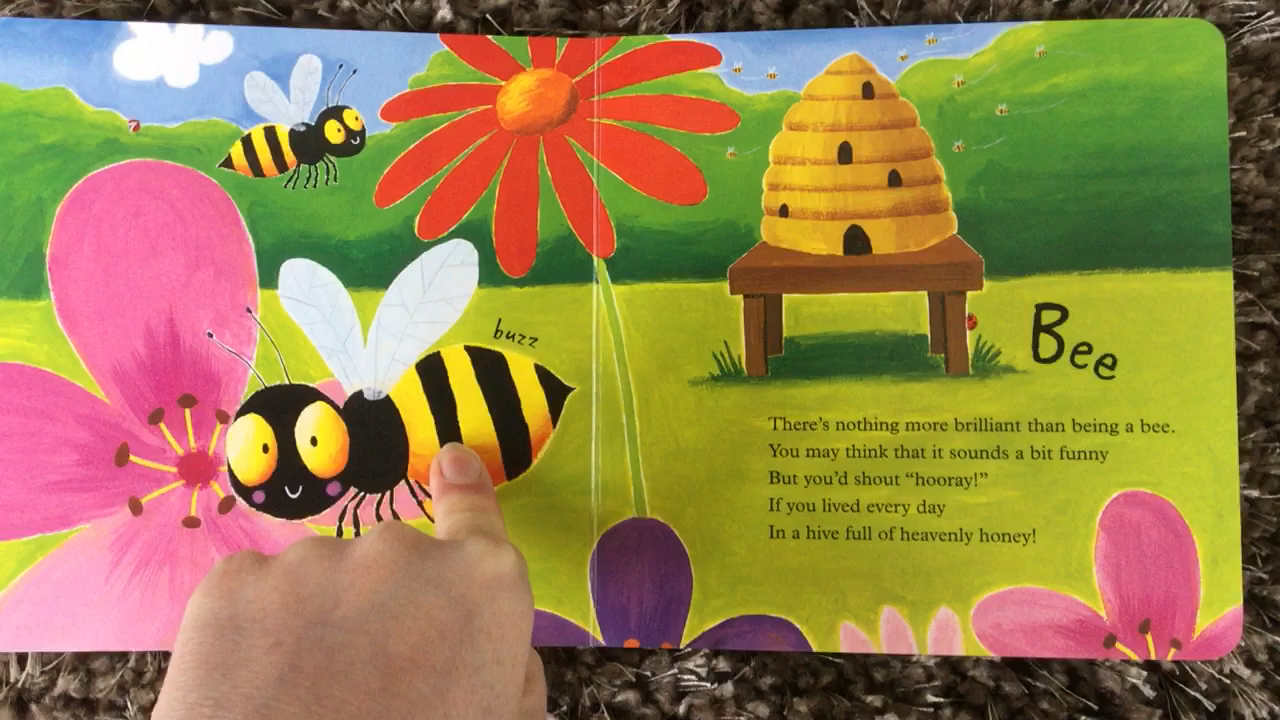 buzz
Bee
There's nothing more brilliant than being a bee.
You may think that it sounds a bit funny
But you'd shout "hooray!"
If you lived every day
In a hive full of heavenly honey!